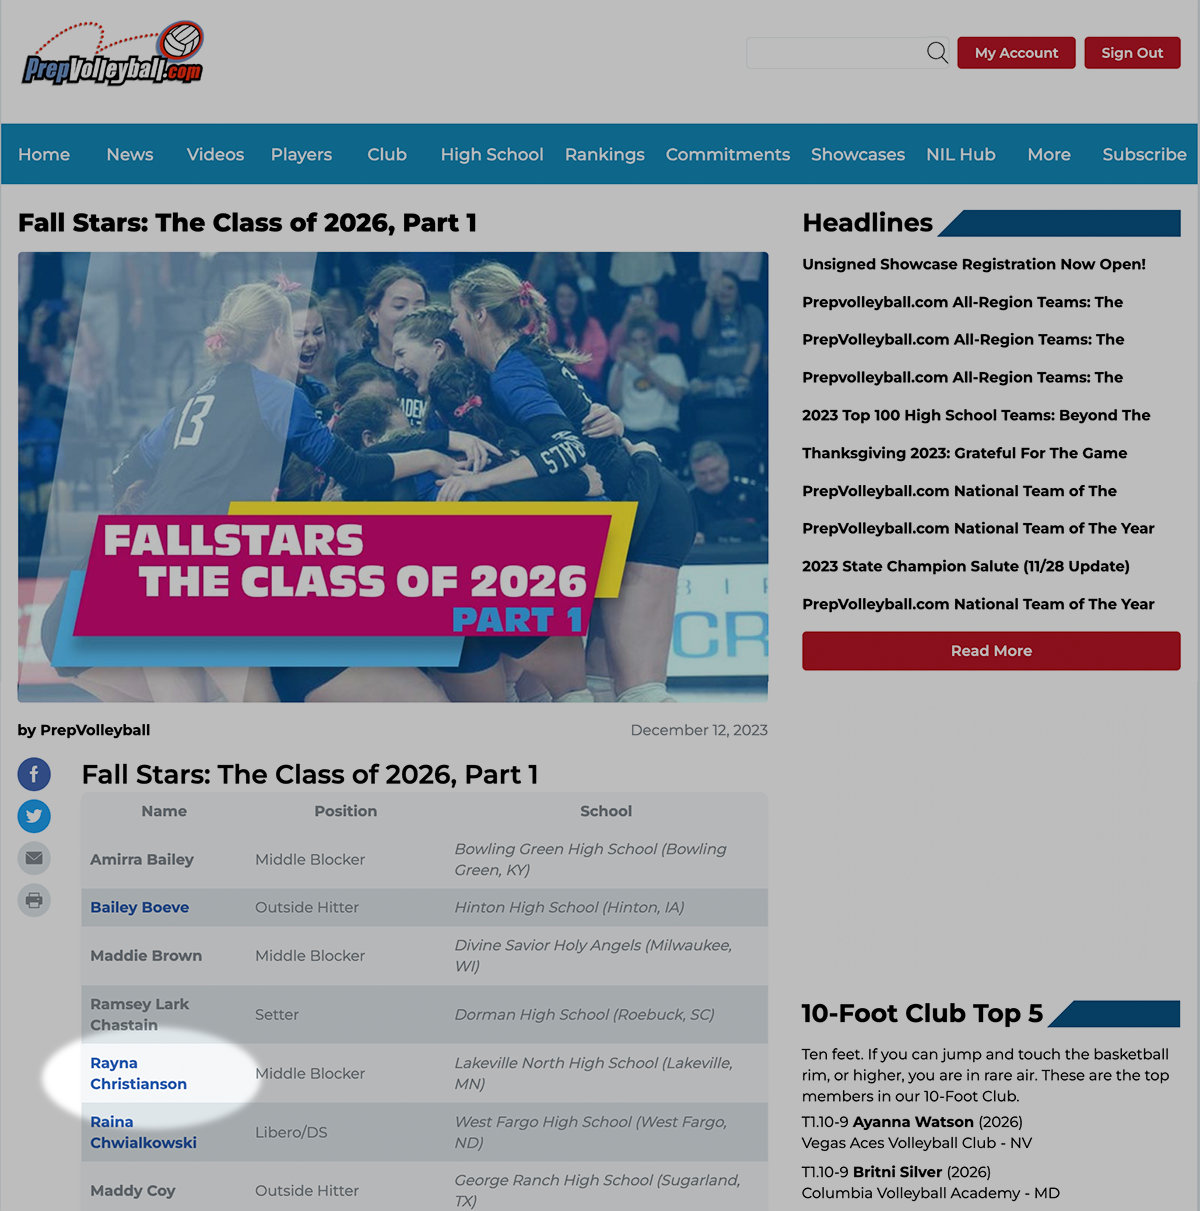 PrepVolleyball.com
My Account
Sign Out
Home News Videos Players Club High School Rankings Commitments Showcases NIL Hub More Subscribe
Fall Stars: The Class of 2026, Part 1
13
FALLSTARS
THE CLASS OF 2026
PART 1
CR
by PrepVolleyball
December 12, 2023
Fall Stars: The Class of 2026, Part 1
Name Position School
Amirra Bailey Middle Blocker Bowling Green High School (Bowling
Green, KY)
Bailey Boeve Outside Hitter Hinton High School (Hinton, IA)
Maddie Brown Middle Blocker Divine Savior Holy Angels (Milwaukee,
WI)
Ramsey Lark
Chastain Setter Dorman High School (Roebuck, SC)
Rayna
Christianson Middle Blocker Lakeville North High School (Lakeville,
MN)
Raina
Chwialkowski Libero/DS West Fargo High School (West Fargo,
ND)
Maddy Coy Outside Hitter George Ranch High School (Sugarland,
TX)
Headlines
Unsigned Showcase Registration Now Open!
Prepvolleyball.com All-Region Teams: The
PrepVolleyball.com All-Region Teams: The
Prepvolleyball.com All-Region Teams: The
2023 Top 100 High School Teams: Beyond The
Thanksgiving 2023: Grateful For The Game
PrepVolleyball.com National Team of The
PrepVolleyball.com National Team of The Year
2023 State Champion Salute (11/28 Update)
PrepVolleyball.com National Team of The Year
Read More
10-Foot Club Top 5
Ten feet. If you can jump and touch the basketball
rim, or higher, you are in rare air. These are the top
members in our 10-Foot Club.
T1.10-9 Ayanna Watson (2026)
Vegas Aces Volleyball Club - NV
T1.10-9 Britni Silver (2026)
Columbia Volleyball Academy - MD